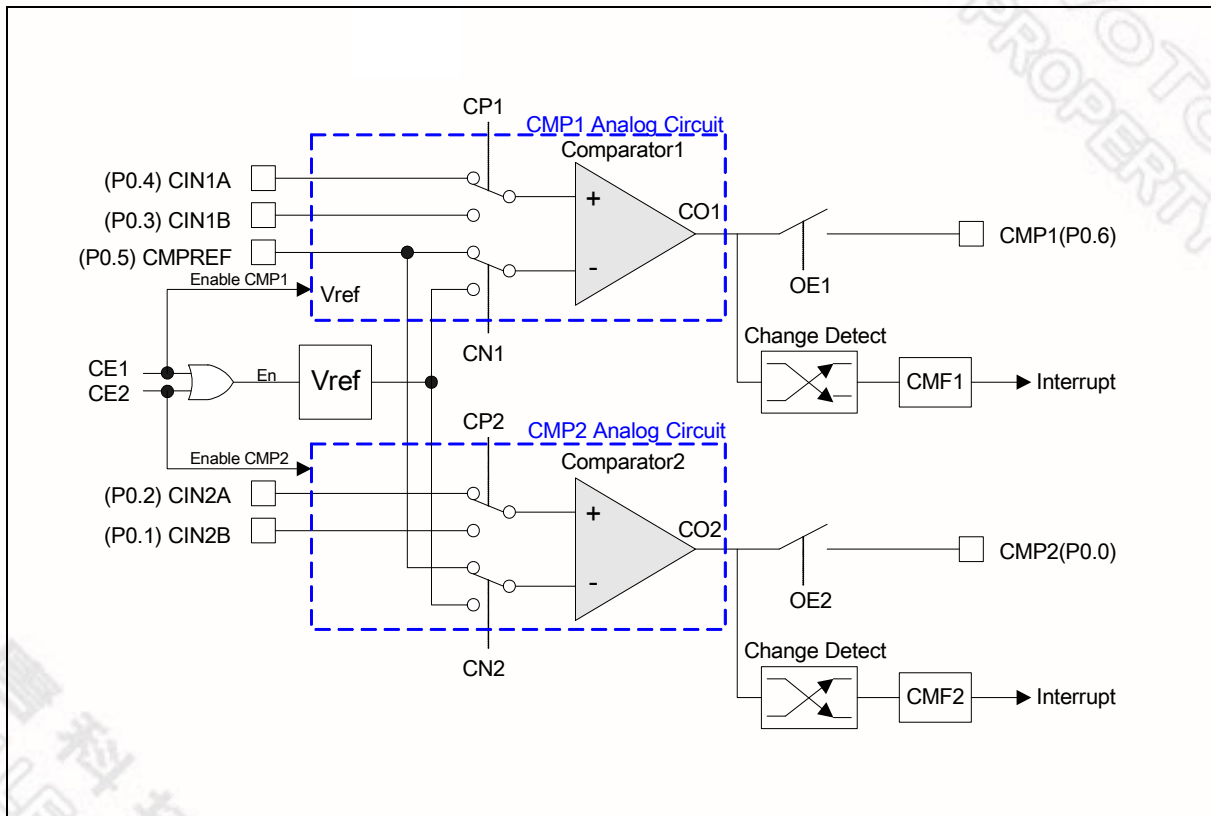 CP1
CMP1 Analog Circuit
Comparator1
(P0.4) CIN1A
+
CO1
(P0.3) CIN1B
CMP1(P0.6)
(P0.5) CMPREF
-
Enable CMP1
Vref
OE1
CN1
Change Detect
CE1
CE2
En
Vref
CMF1
Interrupt
CP2
CMP2 Analog Circuit
Enable CMP2
Comparator2
(P0.2) CIN2A
+
CO2
(P0.1) CIN2B
CMP2(P0.0)
-
OE2
CN2
Change Detect
CMF2
Interrupt
PROPERTY
科